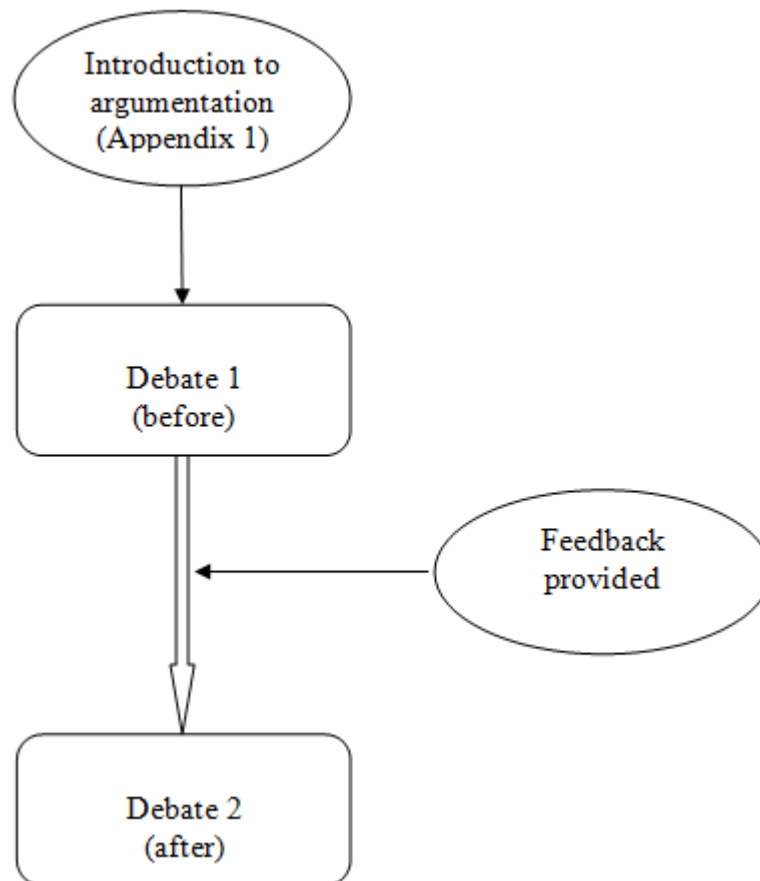 Introduction to
argumentation
(Appendix 1)
Debate 1
(before)
Feedback
provided
Debate 2
(after)